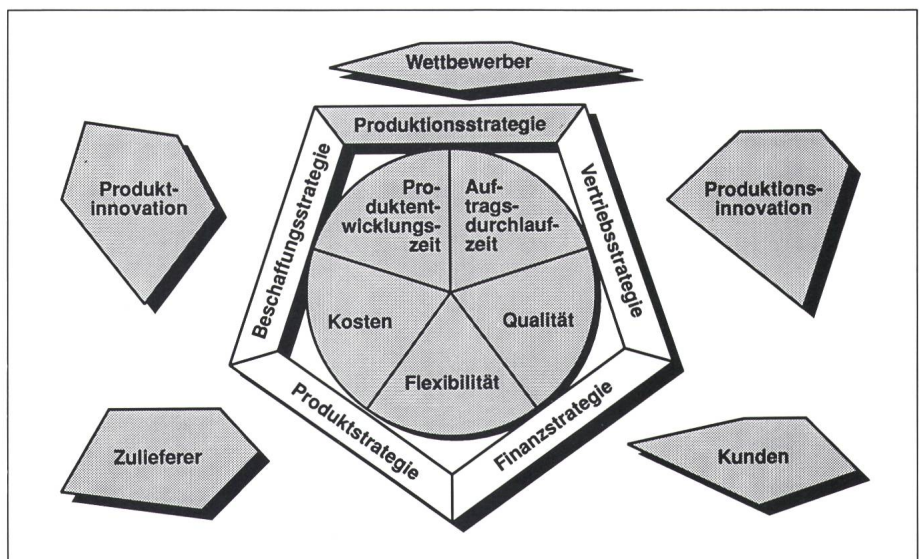 Wettbewerber
Produktionsstrategie
Produkt-
innovation
Beschaffungsstrategie
Pro-
duktent-
wicklungs-
zeit
Auf-
trags-
durchlauf-
zeit
Vertriebsstrategie
Produktions-
innovation
Kosten
Qualität
Flexibilität
Produktstrategie
Finanzstrategie
Zulieferer
Kunden